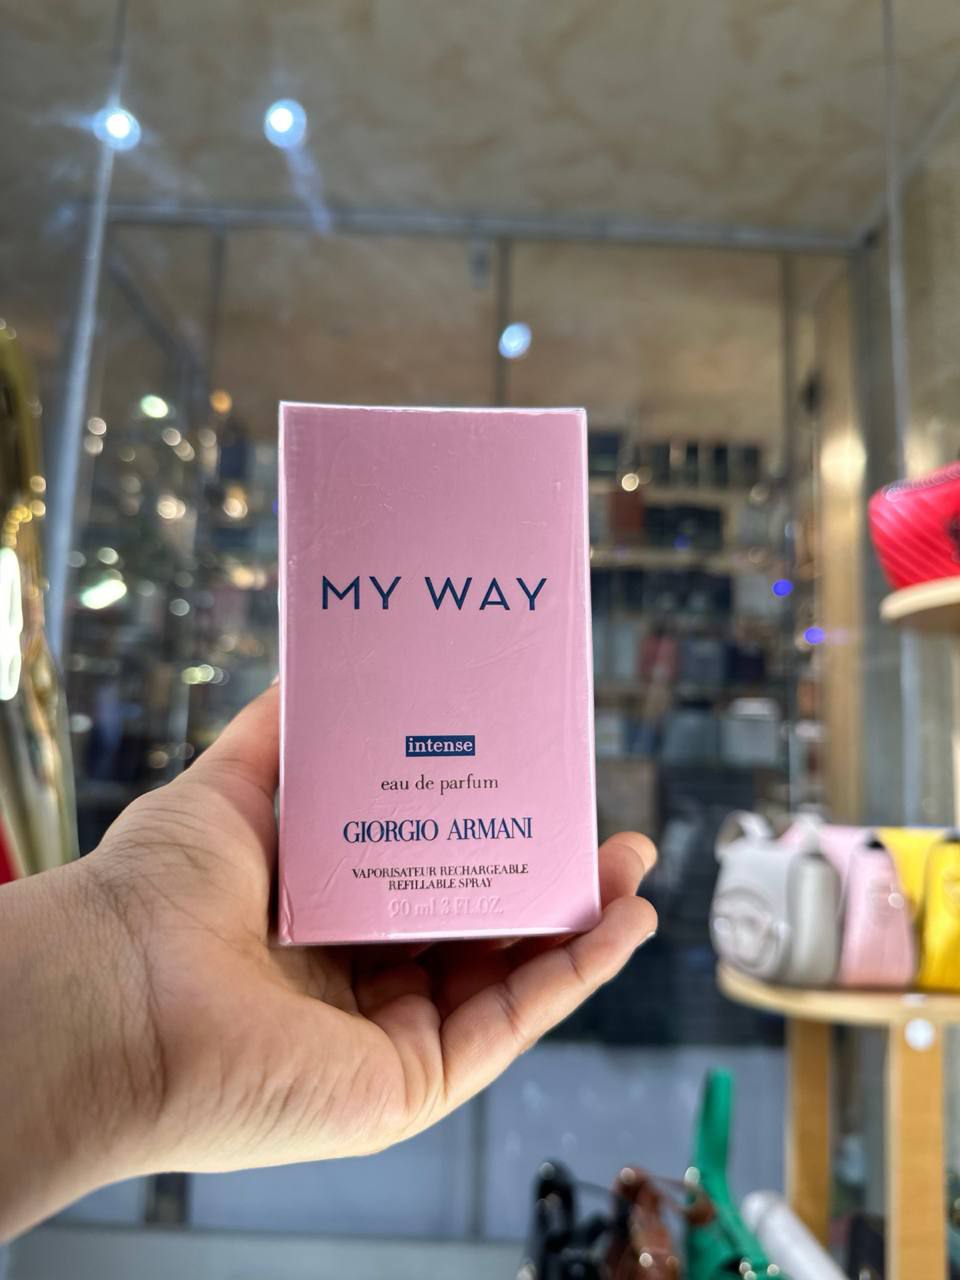 MY WAY
intense
eau de parfum
GIORGIO ARMANI
VAPORISATEUR RECHARGEABLE
REFILLABLE SPRAY
90 ml 3 FL.OZ.